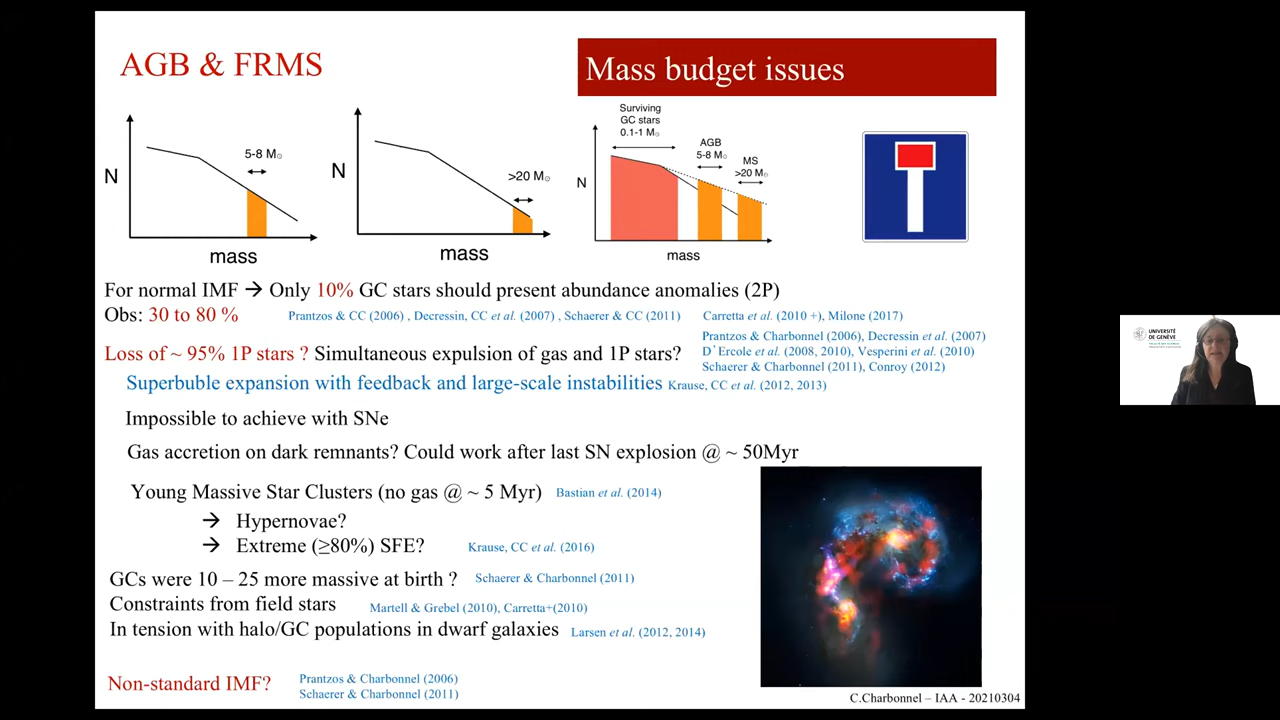 AGB & FRMS
Mass budget issues
N
5-8 M☉
mass
N
>20 M☉
mass
Surviving
GC stars
0.1-1 M☉
AGB
5-8 M☉
MS
>20 M☉
N
mass
For normal IMF → Only 10% GC stars should present abundance anomalies (2P)
Obs: 30 to 80 %
Prantzos & CC (2006) , Decressin, CC et al. (2007) , Schaerer & CC (2011)
Carretta et al. (2010 +), Milone (2017)
Loss of ~ 95% 1P stars ? Simultaneous expulsion of gas and 1P stars?
Prantzos & Charbonnel (2006), Decressin et al. (2007)
D'Ercole et al. (2008, 2010), Vesperini et al. (2010)
Schaerer & Charbonnel (2011), Conroy (2012)
Superbuble expansion with feedback and large-scale instabilities Krause, CC et al. (2012, 2013)
Impossible to achieve with SNe
Gas accretion on dark remnants? Could work after last SN explosion @ ~ 50Myr
Young Massive Star Clusters (no gas @ ~ 5 Myr) Bastian et al. (2014)
→ Hypernovae?
→ Extreme (≥80%) SFE? Krause, CC et al. (2016)
GCs were 10 – 25 more massive at birth ? Schaerer & Charbonnel (2011)
Constraints from field stars Martell & Grebel (2010), Carretta+(2010)
In tension with halo/GC populations in dwarf galaxies Larsen et al. (2012, 2014)
Non-standard IMF?
Prantzos & Charbonnel (2006)
Schaerer & Charbonnel (2011)
C.Charbonnel – IAA - 20210304
UNIVERSITÉ
DE GENÈVE